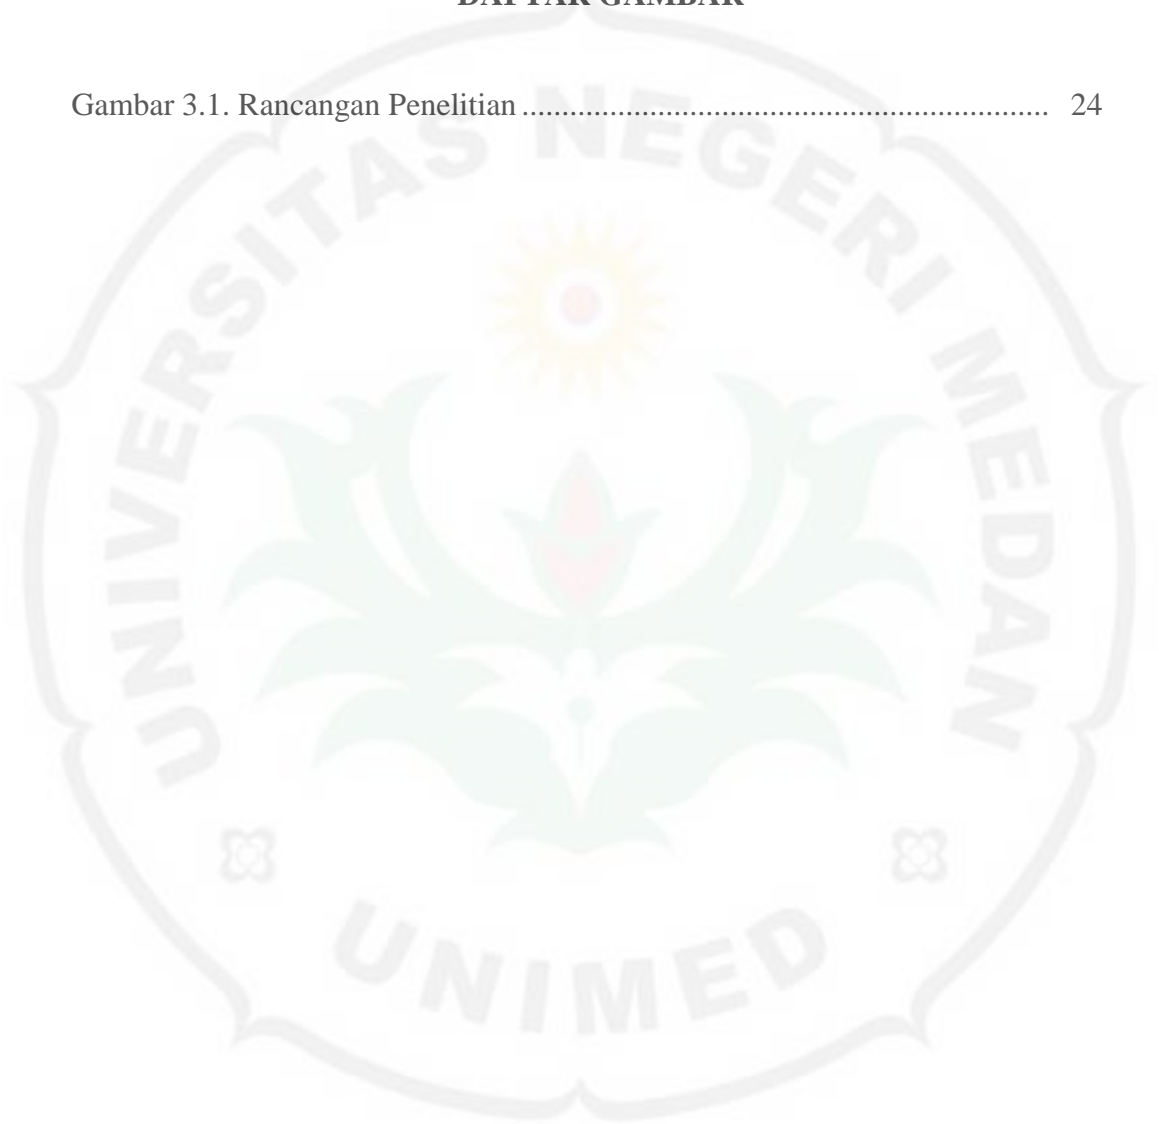 DAFTAR GAMBAR
Gambar 3.1. Rancangan Penelitian .................................................................. 24
UNIVERSITAS NEGERI MEDAN
UNIMED